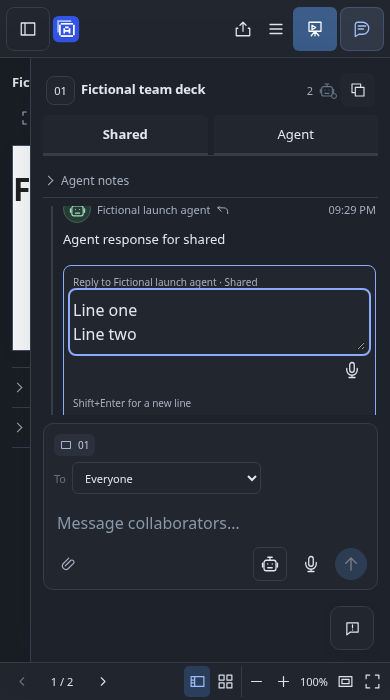 Fic
F
01
Fictional team deck
2
Shared
Agent
Agent notes
Fictional launch agent
09:29 PM
Agent response for shared
Reply to Fictional launch agent · Shared
Line one
Line two
Shift+Enter for a new line
01
To
Everyone
Message collaborators...
1 / 2
100%